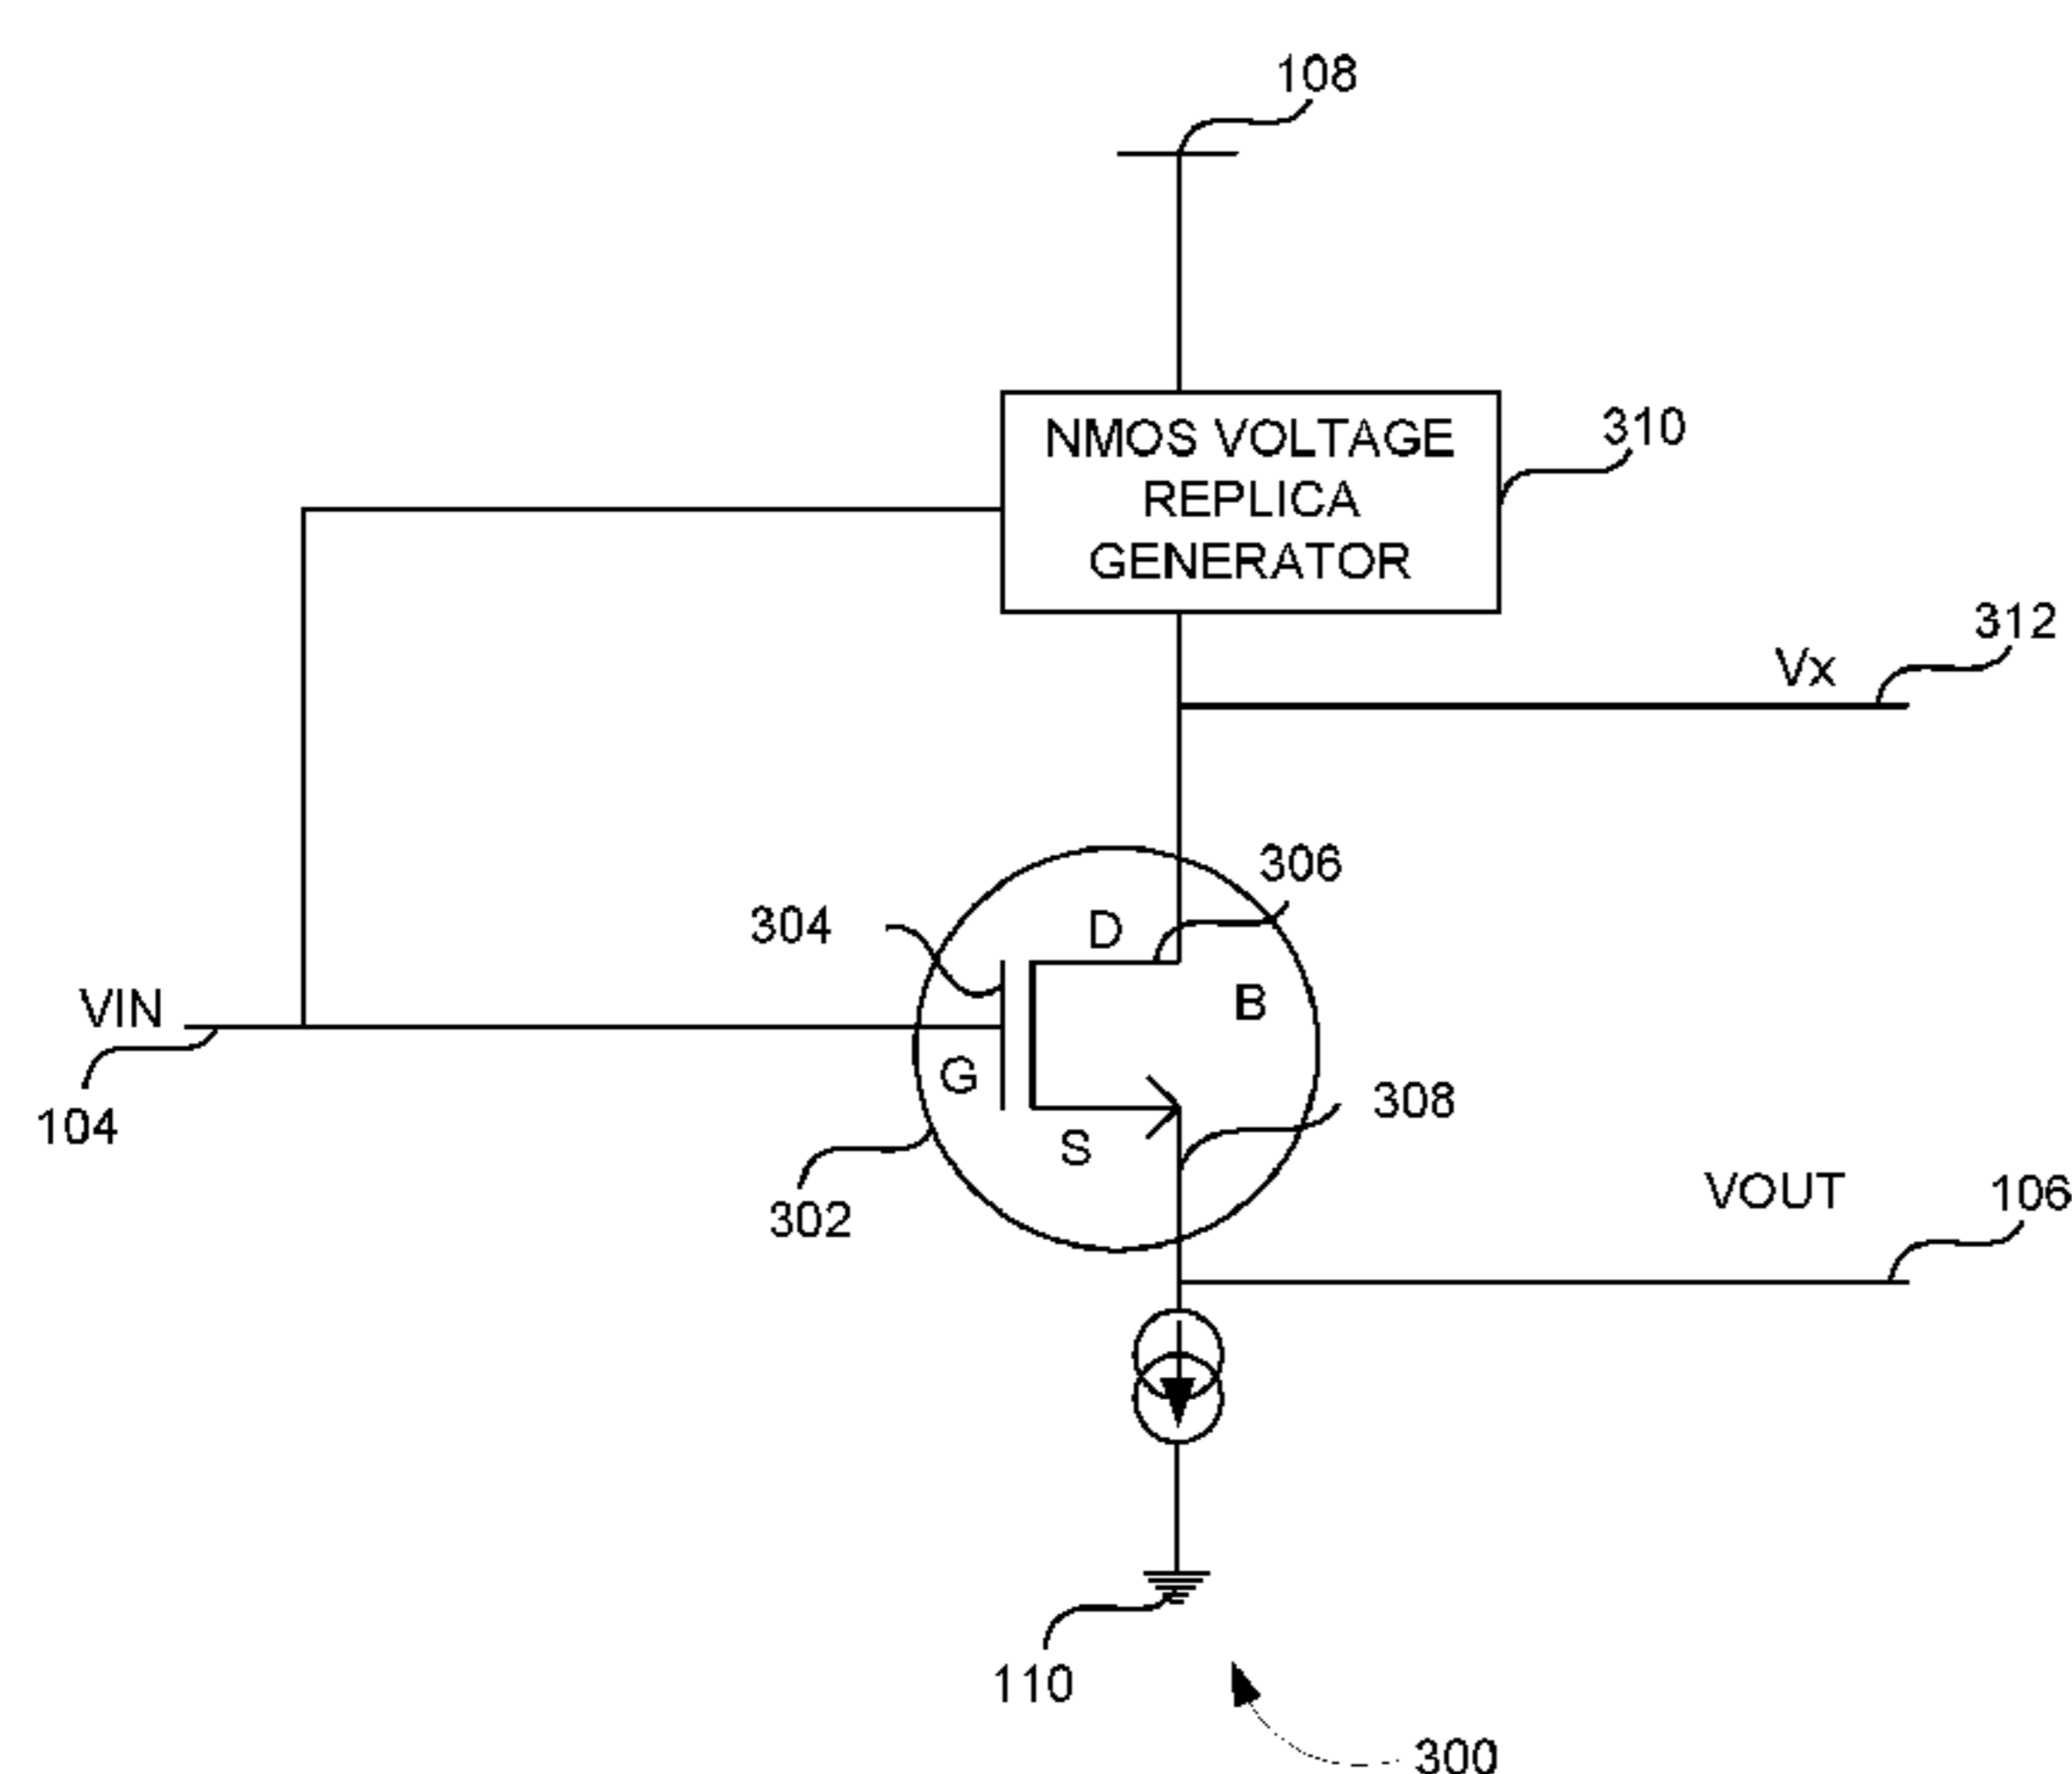 108
NMOS VOLTAGE
REPLICA
GENERATOR
310
312
Vx
306
304
D
B
VIN
G
308
104
S
302
VOUT
106
110
300